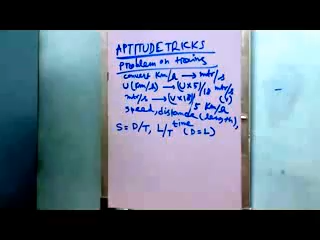 APTITUDE TRICKS
Problem on trains
convert Km/h → mtr/s
U(Km/h) → (U×5)/18 mtr/s
mtr/s → (U×18)/5 Km/h
speed, distance (length),
time
S = D/T, L/T (D=L)